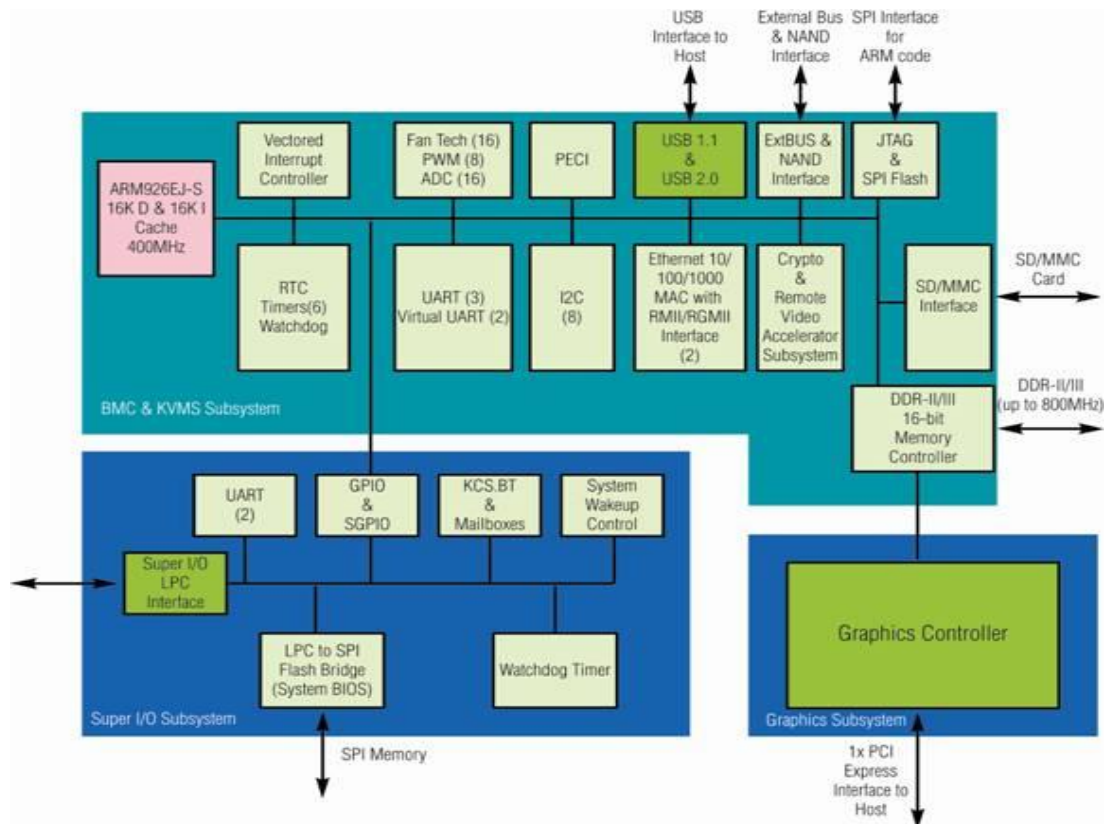 USB
Interface to
Host
External Bus
& NAND
Interface
SPI Interface
for
ARM code
Vectored
Interrupt
Controller
Fan Tech (16)
PWM (8)
ADC (16)
PECI
USB 1.1
&
USB 2.0
ExtBUS &
NAND
Interface
JTAG
&
SPI Flash
ARM926EJ-S
16K D & 16K I
Cache
400MHz
RTC
Timers(6)
Watchdog
UART (3)
Virtual UART (2)
I2C
(8)
Ethernet 10/
100/1000
MAC with
RMII/RGMII
Interface
(2)
Crypto
&
Remote
Video
Accelerator
Subsystem
SD/MMC
Interface
SD/MMC
Card
BMC & KVMS Subsystem
DDR-II/III
16-bit
Memory
Controller
DDR-II/III
(up to 800MHz)
UART
(2)
GPIO
&
SGPIO
KCS.BT
&
Mailboxes
System
Wakeup
Control
Super I/O
LPC
Interface
LPC to SPI
Flash Bridge
(System BIOS)
Watchdog Timer
Super I/O Subsystem
SPI Memory
Graphics Controller
Graphics Subsystem
1x PCI
Express
Interface to
Host